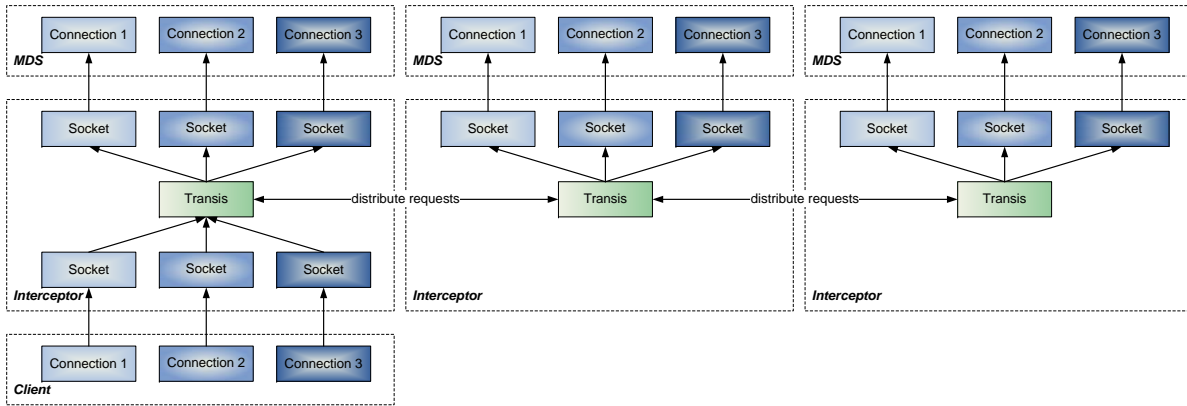 Connection 1 Connection 2 Connection 3
MDS
Connection 1 Connection 2 Connection 3
MDS
Connection 1 Connection 2 Connection 3
MDS
Socket Socket Socket
Socket Socket Socket
Socket Socket Socket
Transis
distribute requests
Transis
distribute requests
Transis
Socket Socket Socket
Interceptor
Interceptor
Interceptor
Connection 1 Connection 2 Connection 3
Client